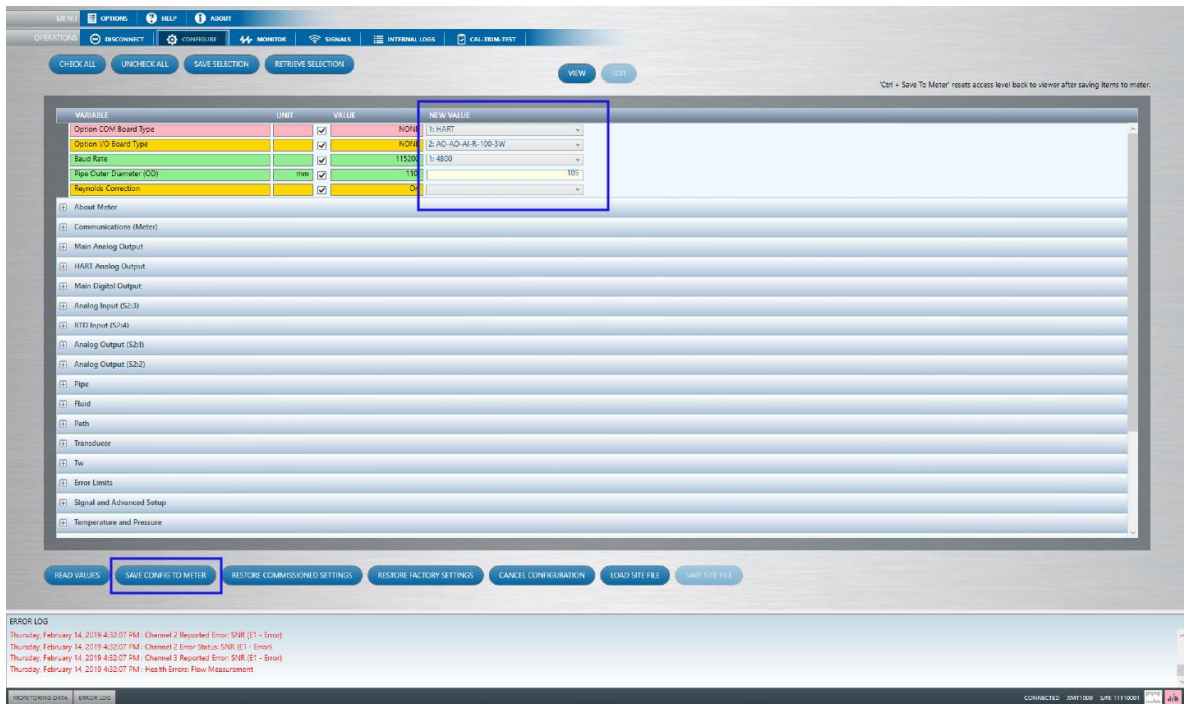 MENU OPTIONS HELP ABOUT
OPERATIONS DISCONNECT CONFIGURE MONITOR SIGNALS INTERNAL LOGS CAL-TRIM-TEST
CHECK ALL UNCHECK ALL SAVE SELECTION RETRIEVE SELECTION
VIEW EDIT
'Ctrl + Save To Meter' resets access level back to viewer after saving items to meter.
VARIABLE UNIT VALUE NEW VALUE
Option COM Board Type NONE 1: HART
Option I/O Board Type NONE 2: AO-AO-AI-R-100-3W
Baud Rate 115200 1: 4800
Pipe Outer Diameter (OD) mm 110 105
Reynolds Correction On
About Meter
Communications (Meter)
Main Analog Output
HART Analog Output
Main Digital Output
Analog Input (S2:3)
RTD Input (S2:4)
Analog Output (S2:1)
Analog Output (S2:2)
Pipe
Fluid
Path
Transducer
Tw
Error Limits
Signal and Advanced Setup
Temperature and Pressure
READ VALUES SAVE CONFIG TO METER RESTORE COMMISSIONED SETTINGS RESTORE FACTORY SETTINGS CANCEL CONFIGURATION LOAD SITE FILE SAVE SITE FILE
ERROR LOG
Thursday, February 14, 2019 4:32:07 PM : Channel 2 Reported Error: SNR (E1 - Error)
Thursday, February 14, 2019 4:32:07 PM : Channel 2 Error Status: SNR (E1 - Error)
Thursday, February 14, 2019 4:32:07 PM : Channel 3 Reported Error: SNR (E1 - Error)
Thursday, February 14, 2019 4:32:07 PM : Health Errors: Flow Measurement
MONITORING DATA ERROR LOG CONNECTED XMT1000 S/N: 11110001